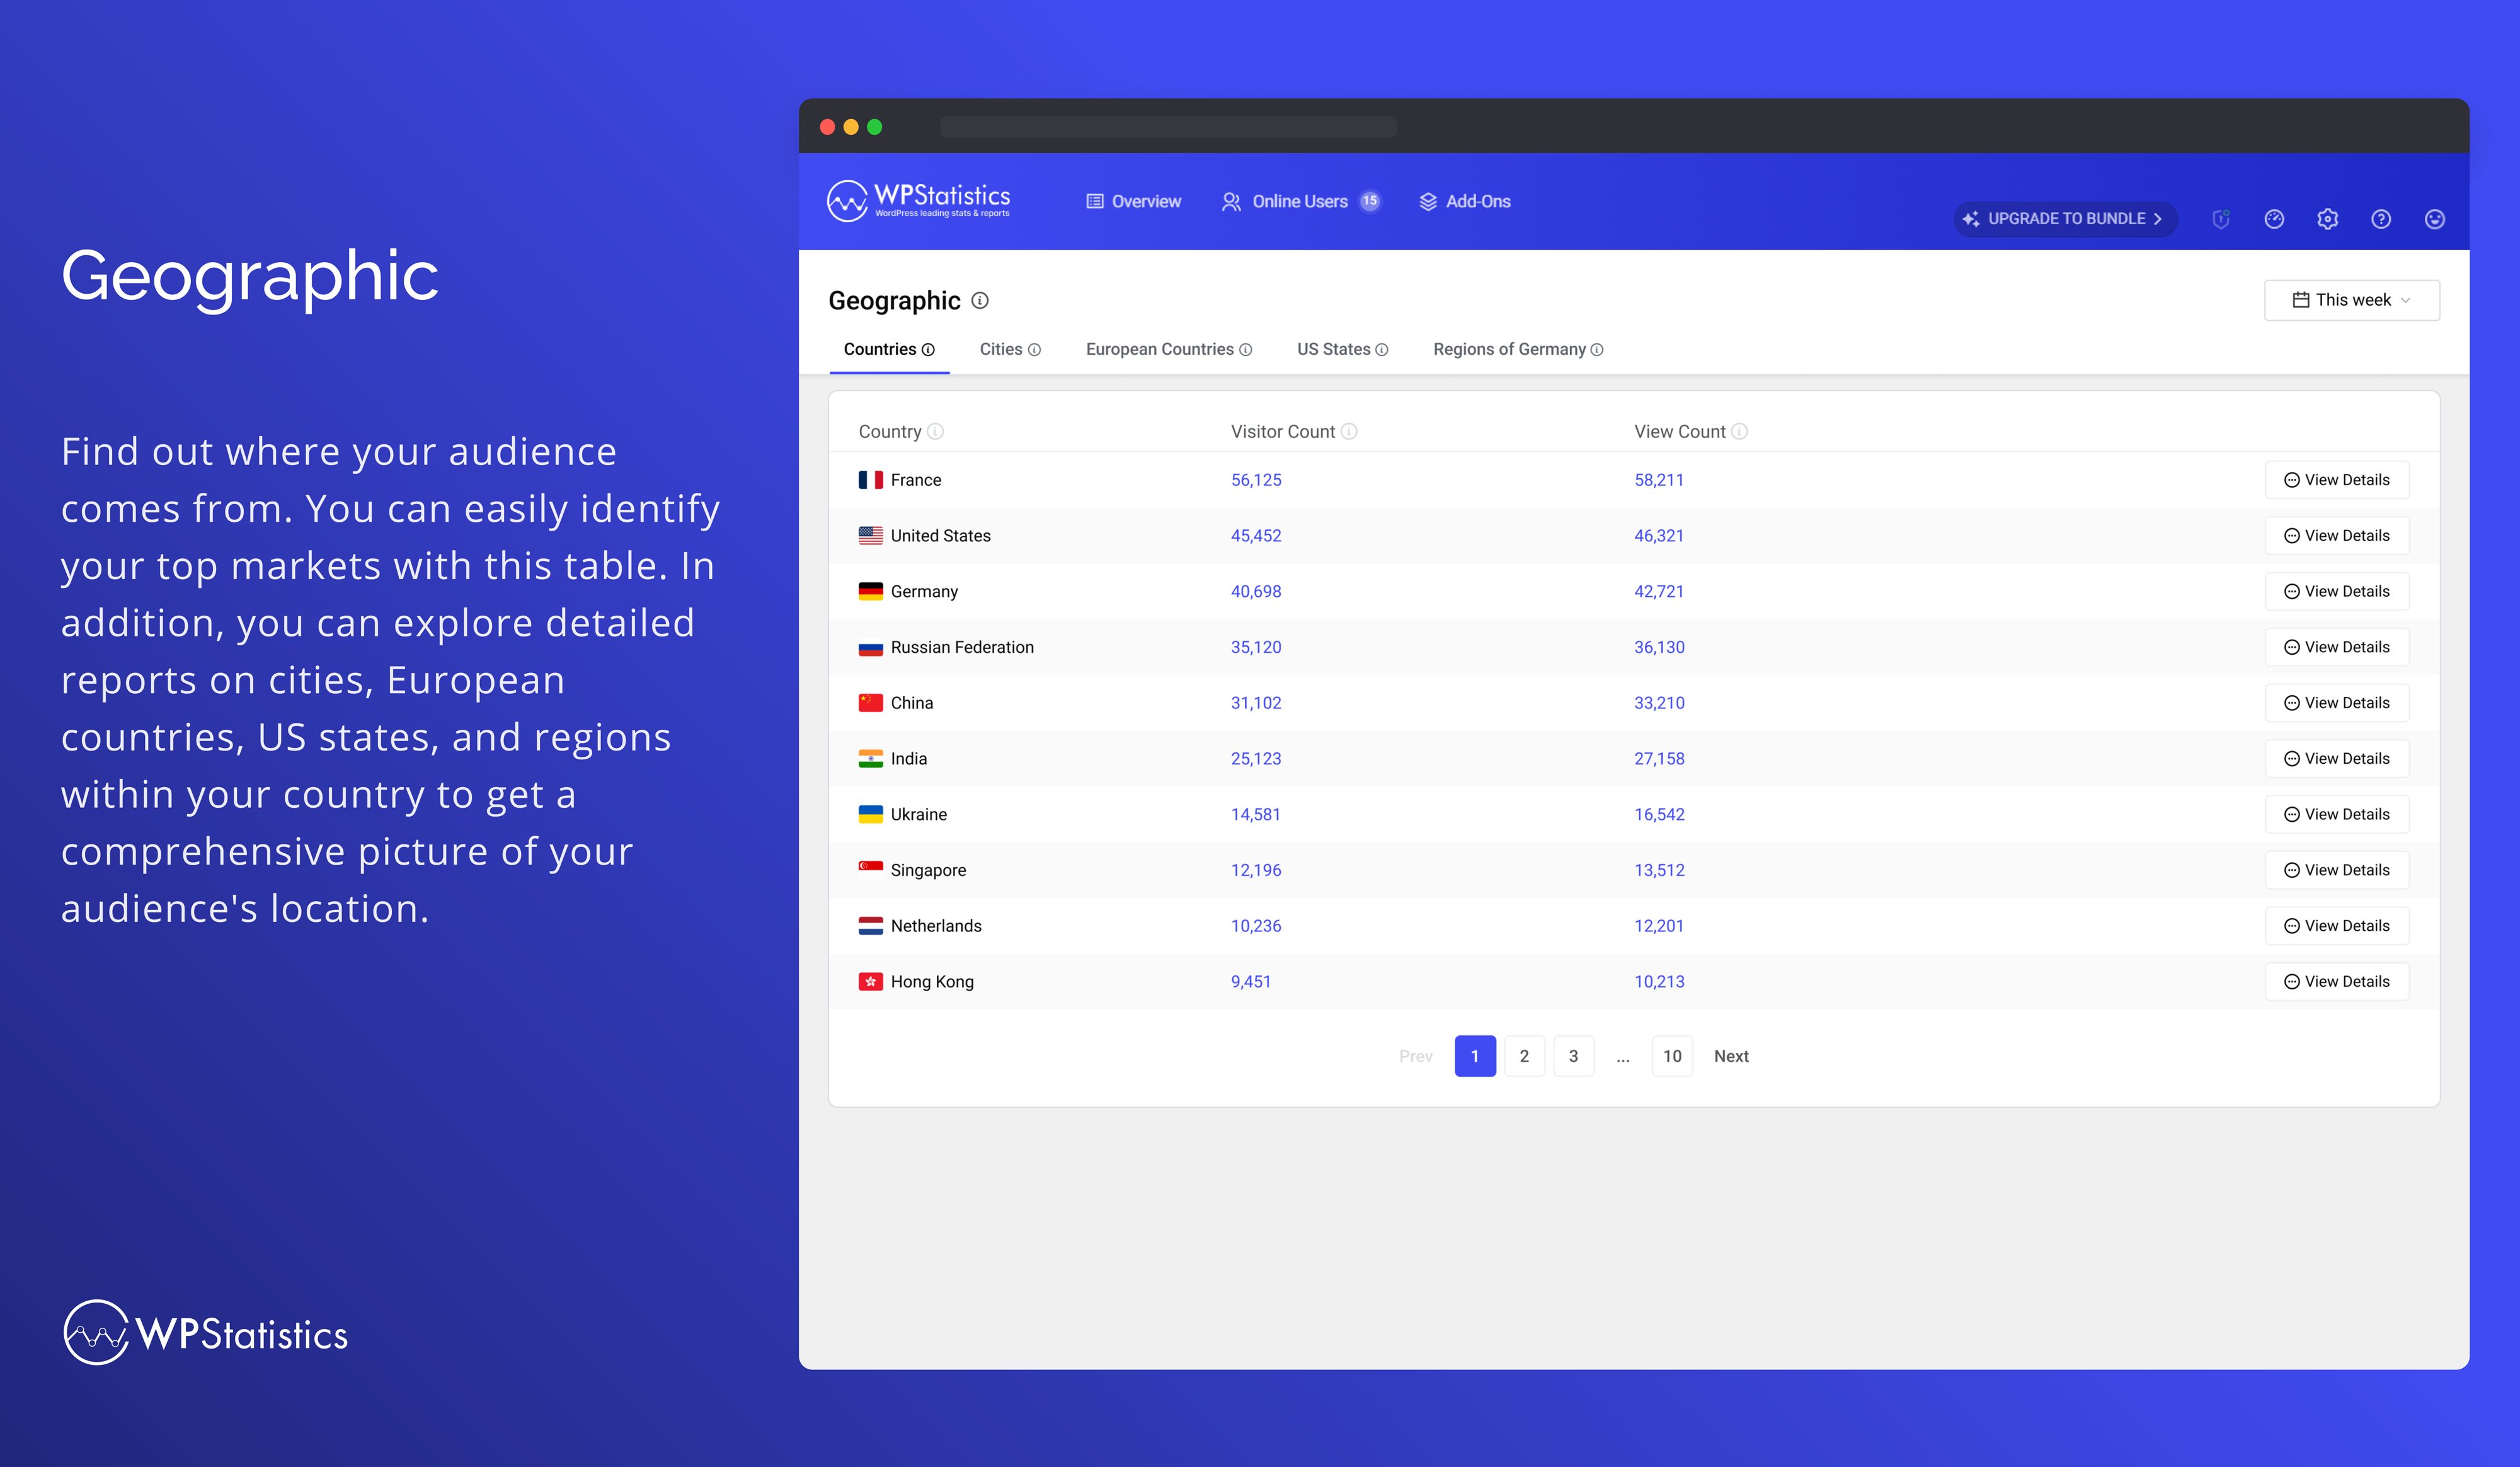 Geographic
Find out where your audience
comes from. You can easily identify
your top markets with this table. In
addition, you can explore detailed
reports on cities, European
countries, US states, and regions
within your country to get a
comprehensive picture of your
audience's location.
WPStatistics
WPStatistics
WordPress leading stats & reports
Overview
Online Users 15
Add-Ons
UPGRADE TO BUNDLE
Geographic
This week
Countries Cities European Countries US States Regions of Germany
Country Visitor Count View Count
France 56,125 58,211 View Details
United States 45,452 46,321 View Details
Germany 40,698 42,721 View Details
Russian Federation 35,120 36,130 View Details
China 31,102 33,210 View Details
India 25,123 27,158 View Details
Ukraine 14,581 16,542 View Details
Singapore 12,196 13,512 View Details
Netherlands 10,236 12,201 View Details
Hong Kong 9,451 10,213 View Details
Prev 1 2 3 ... 10 Next